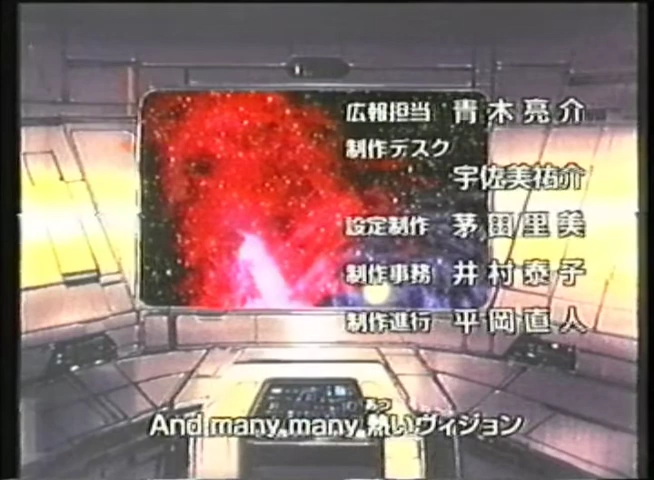 広報担当 青木亮介
制作デスク
宇佐美祐介
設定制作 茅田里美
制作事務 井村泰子
制作進行 平岡直人
あつ
And many many 熱いヴィジョン